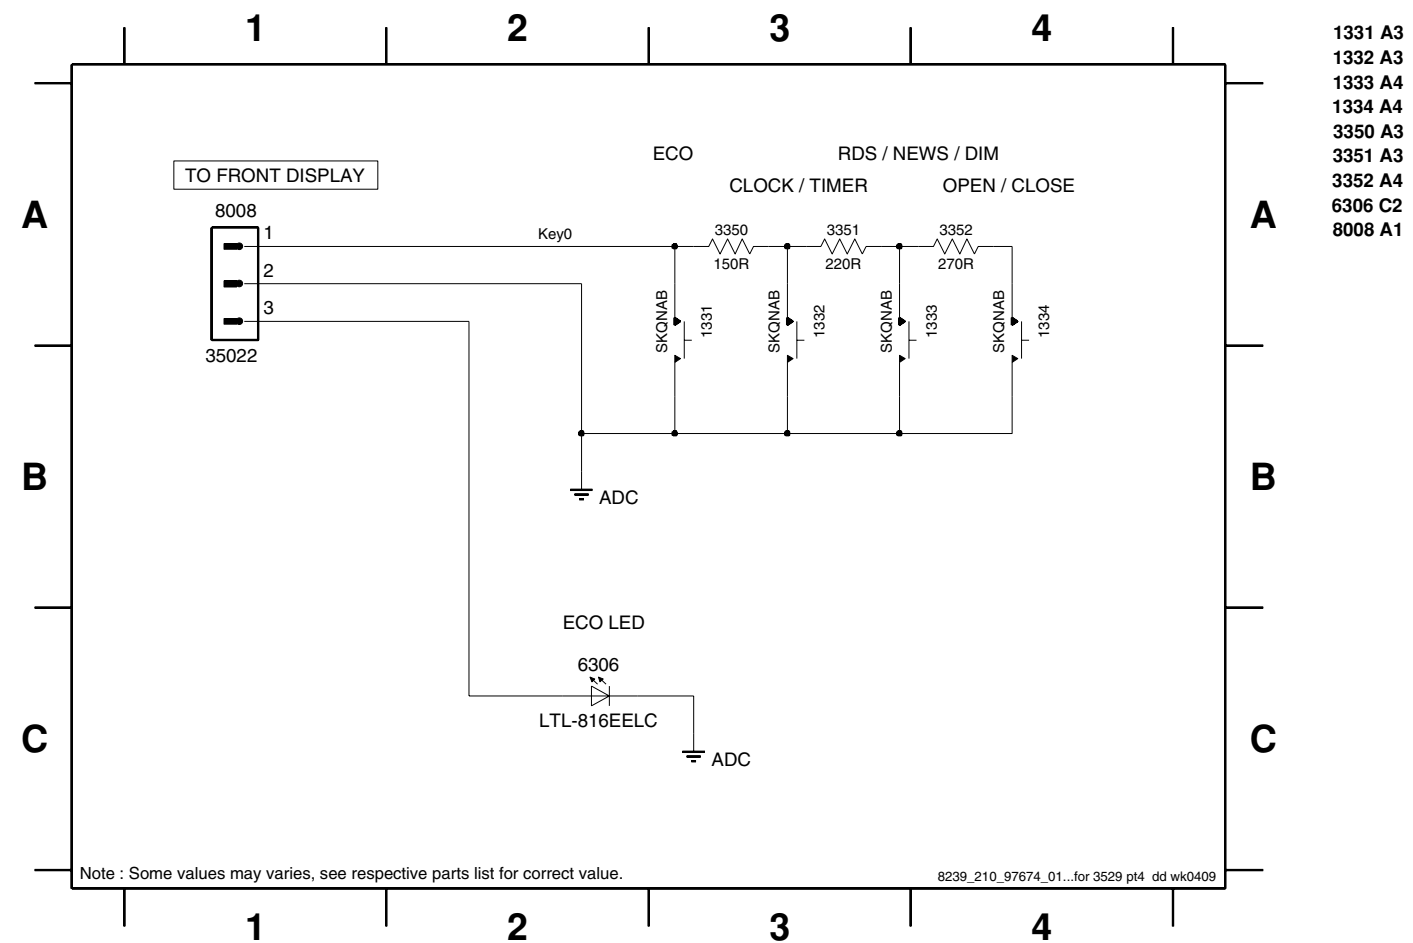 1 2 3 4
1331 A3
1332 A3
1333 A4
1334 A4
3350 A3
3351 A3
3352 A4
6306 C2
8008 A1
ECO RDS / NEWS / DIM
TO FRONT DISPLAY
CLOCK / TIMER OPEN / CLOSE
A A
8008
1
Key0
3350 3351 3352
150R 220R 270R
2
3
SKQNAB 1331 SKQNAB 1332 SKQNAB 1333 SKQNAB 1334
35022
B B
ADC
ECO LED
6306
LTL-816EELC
C C
ADC
Note : Some values may varies, see respective parts list for correct value.
8239_210_97674_01...for 3529 pt4 dd wk0409
1 2 3 4